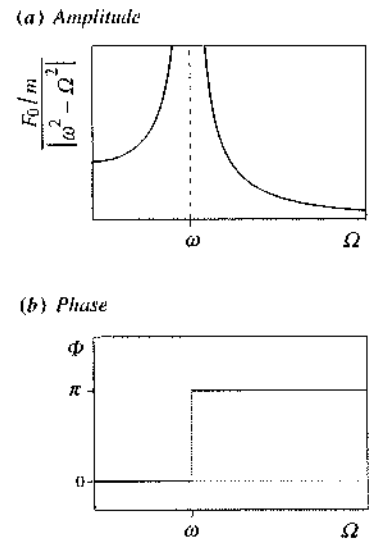 (a) Amplitude
F₀/m
|ω² − Ω²|
ω Ω
(b) Phase
Φ
π
0
ω Ω